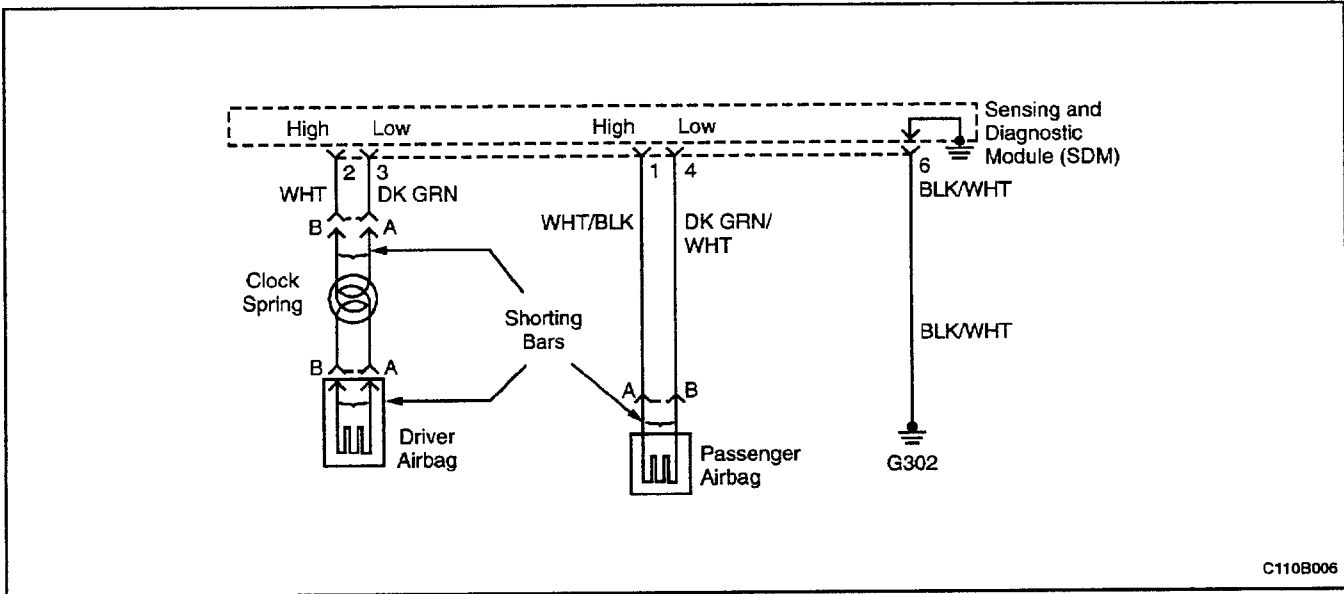 Sensing and
Diagnostic
Module (SDM)
High Low
High Low
2 3
1 4
6
WHT DK GRN
BLK/WHT
WHT/BLK
DK GRN/
WHT
B A
Clock
Spring
Shorting
Bars
BLK/WHT
B A
A B
Driver
Airbag
Passenger
Airbag
G302
C110B006